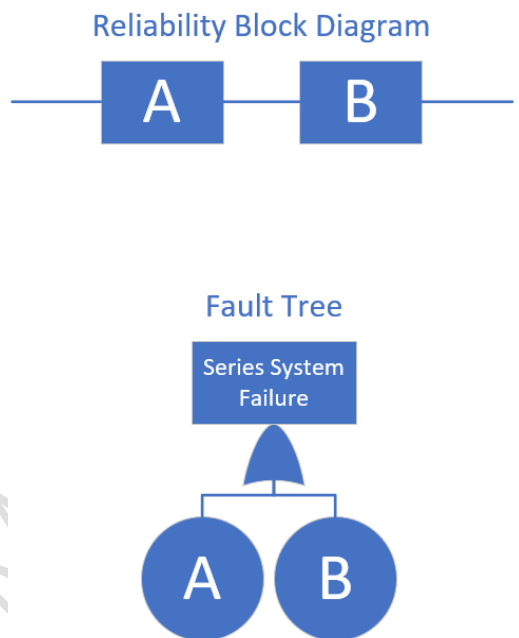 Reliability Block Diagram
A B
Fault Tree
Series System
Failure
A B